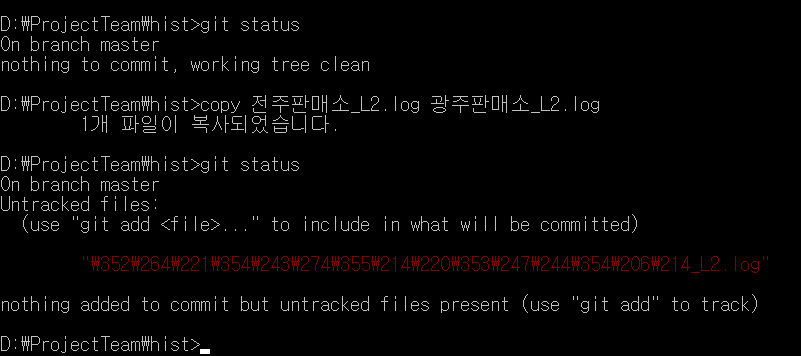 D:₩ProjectTeam₩hist>git status
On branch master
nothing to commit, working tree clean
D:₩ProjectTeam₩hist>copy 전주판매소_L2.log 광주판매소_L2.log
1개 파일이 복사되었습니다.
D:₩ProjectTeam₩hist>git status
On branch master
Untracked files:
(use "git add <file>..." to include in what will be committed)
"₩352₩264₩221₩354₩243₩274₩355₩214₩220₩353₩247₩244₩354₩206₩214_L2.log"
nothing added to commit but untracked files present (use "git add" to track)
D:₩ProjectTeam₩hist>